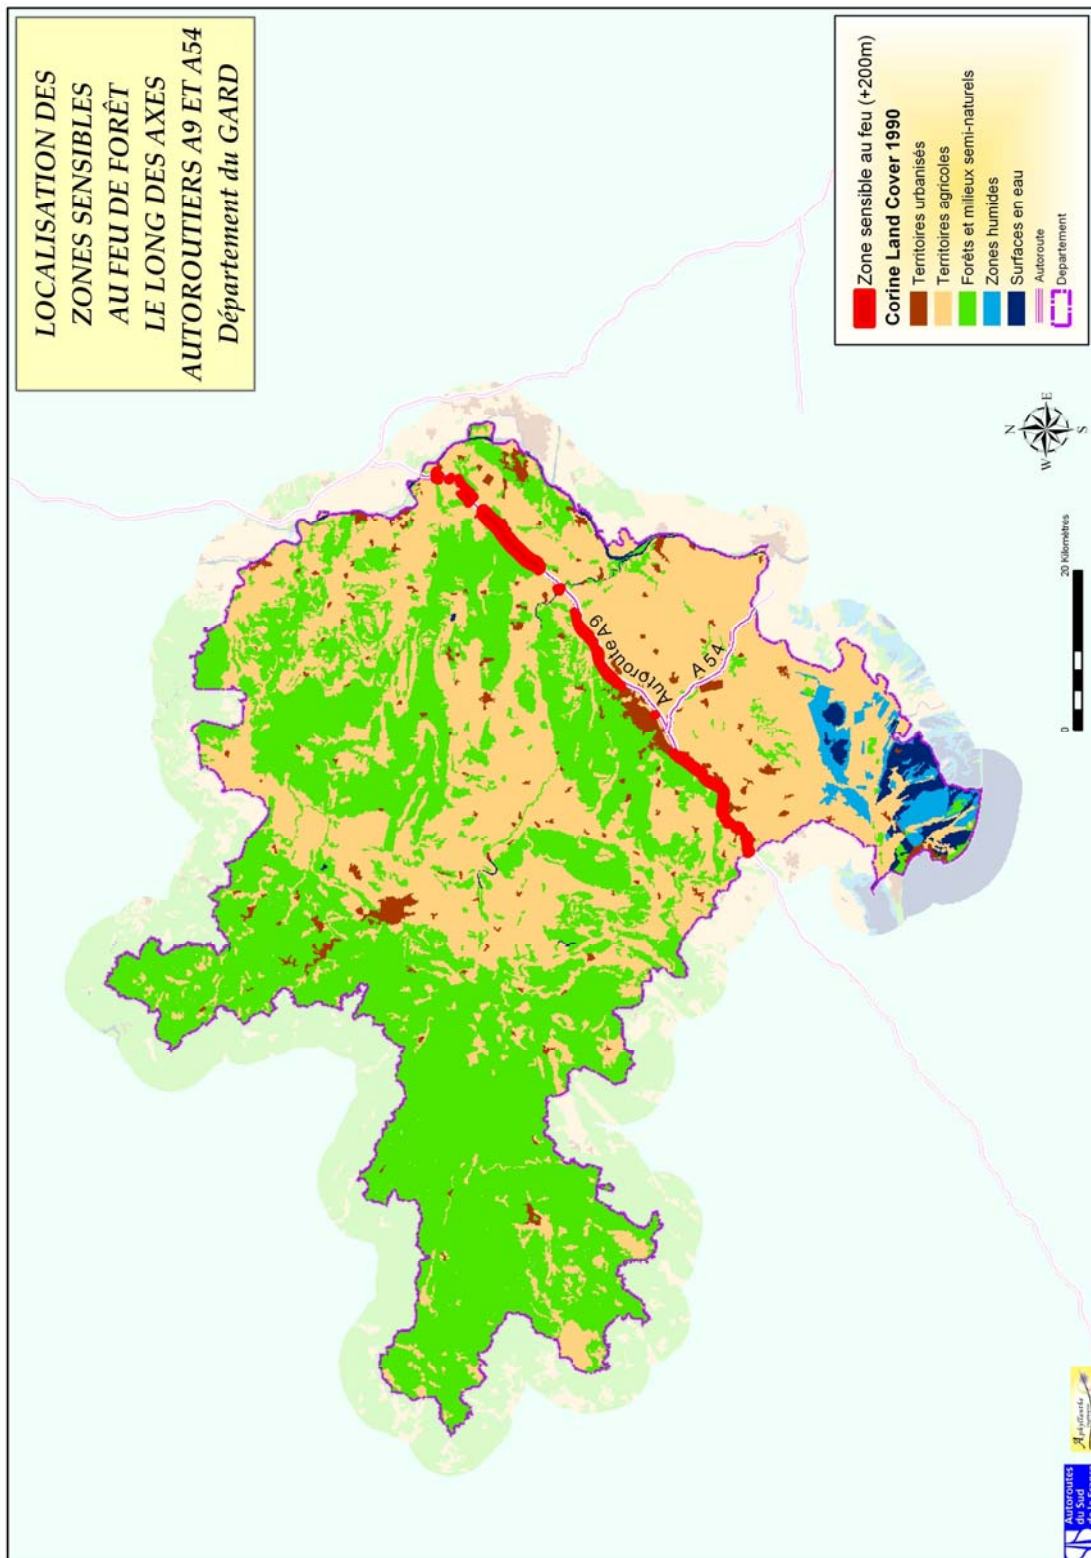 LOCALISATION DES
ZONES SENSIBLES
AU FEU DE FORÊT
LE LONG DES AXES
AUTOROUTIERS A9 ET A54
Département du GARD
Autoroute A9
A 54
N
W
E
S
0
20 Kilomètres
Zone sensible au feu (+200m)
Corine Land Cover 1990
Territoires urbanisés
Territoires agricoles
Forêts et milieux semi-naturels
Zones humides
Surfaces en eau
Autoroute
Departement
Autoroutes
du Sud
Aphyllanthe